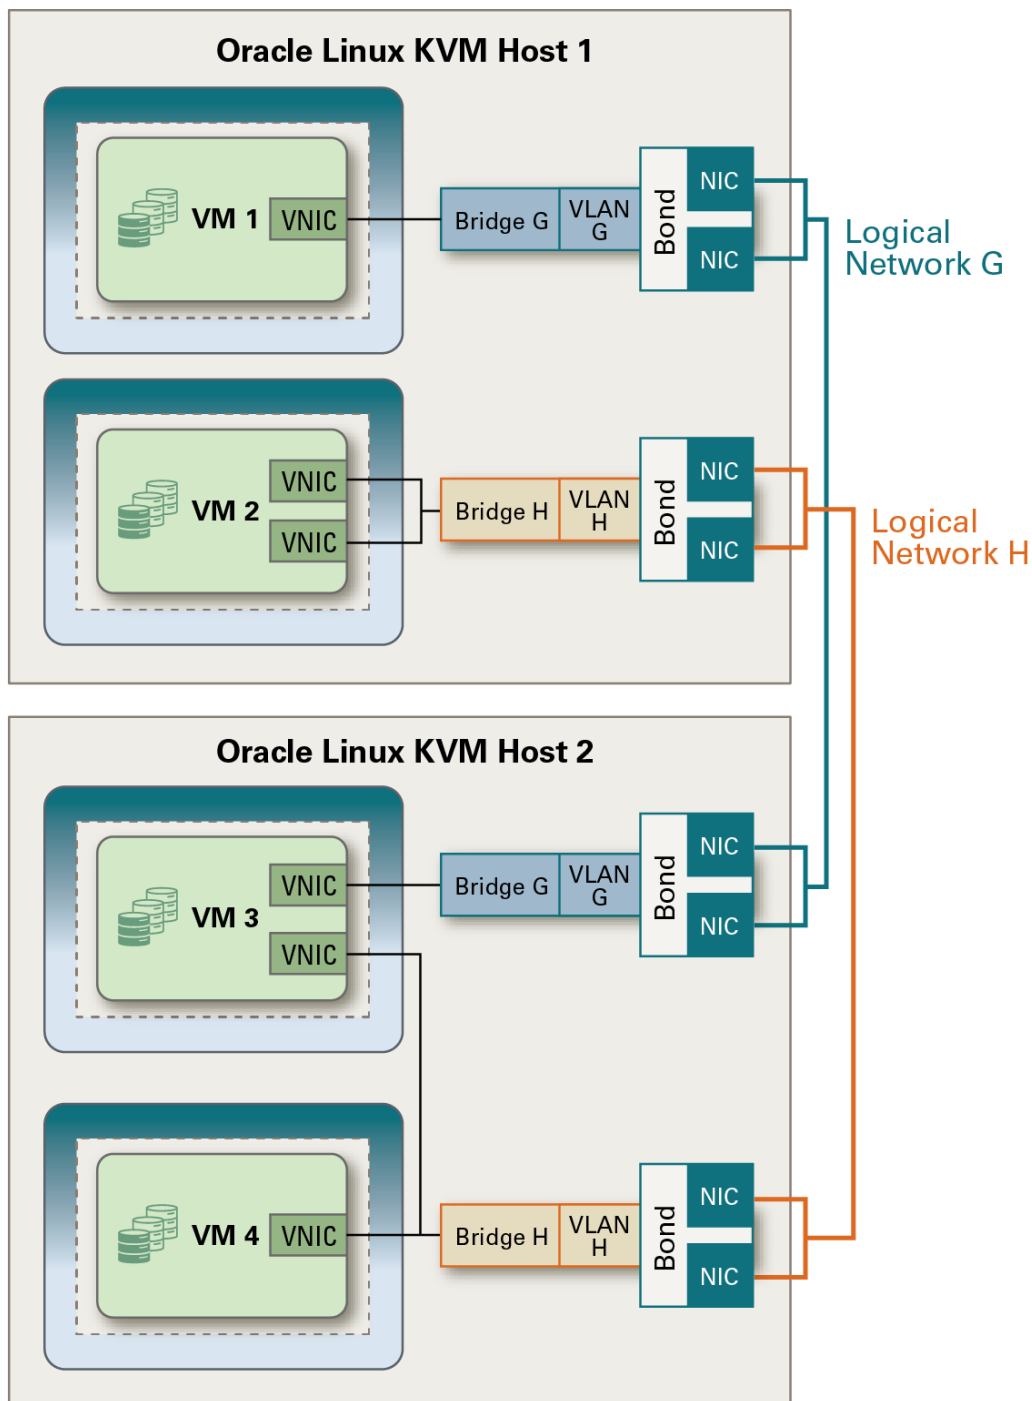 Oracle Linux KVM Host 1
VM 1
VNIC
Bridge G
VLAN
G
Bond
NIC
NIC
Logical
Network G
VM 2
VNIC
VNIC
Bridge H
VLAN
H
Bond
NIC
NIC
Logical
Network H
Oracle Linux KVM Host 2
VM 3
VNIC
VNIC
Bridge G
VLAN
G
Bond
NIC
NIC
VM 4
VNIC
Bridge H
VLAN
H
Bond
NIC
NIC